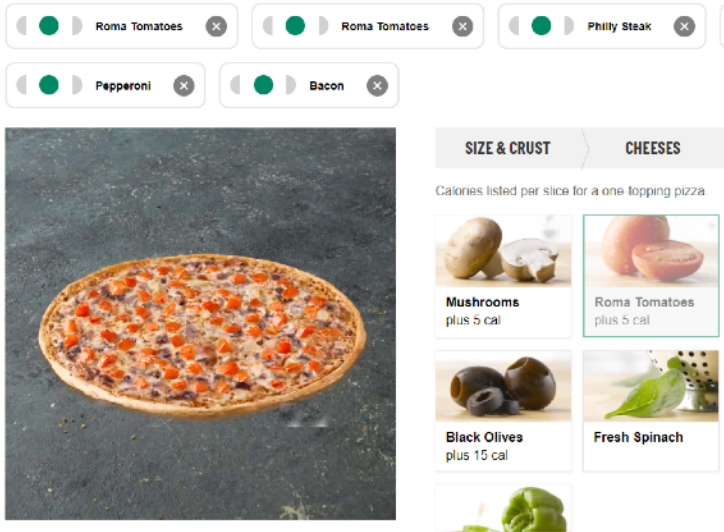 Roma Tomatoes
Roma Tomatoes
Philly Steak
Pepperoni
Bacon
SIZE & CRUST
CHEESES
Calories listed per slice for a one-topping pizza.
Mushrooms
plus 5 cal
Roma Tomatoes
plus 5 cal
Black Olives
plus 15 cal
Fresh Spinach